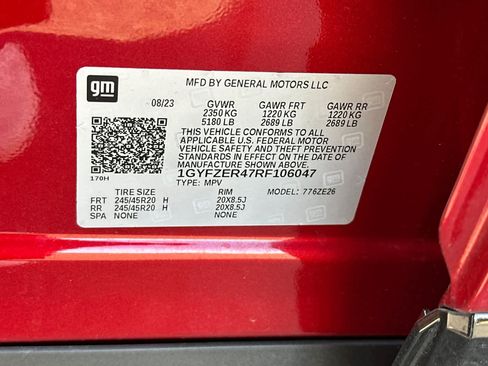 gm
MFD BY GENERAL MOTORS LLC
08/23 GVWR GAWR FRT GAWR RR
2350 KG 1220 KG 1220 KG
5180 LB 2689 LB 2689 LB
THIS VEHICLE CONFORMS TO ALL
APPLICABLE U.S. FEDERAL MOTOR
VEHICLE SAFETY AND THEFT PREVENTION
STANDARDS IN EFFECT ON THE DATE OF
MANUFACTURE SHOWN ABOVE.
170H 1GYFZER47RF106047
TYPE: MPV MODEL: 776ZE26
TIRE SIZE RIM
FRT 245/45R20 H 20X8.5J
RR 245/45R20 H 20X8.5J
SPA NONE NONE